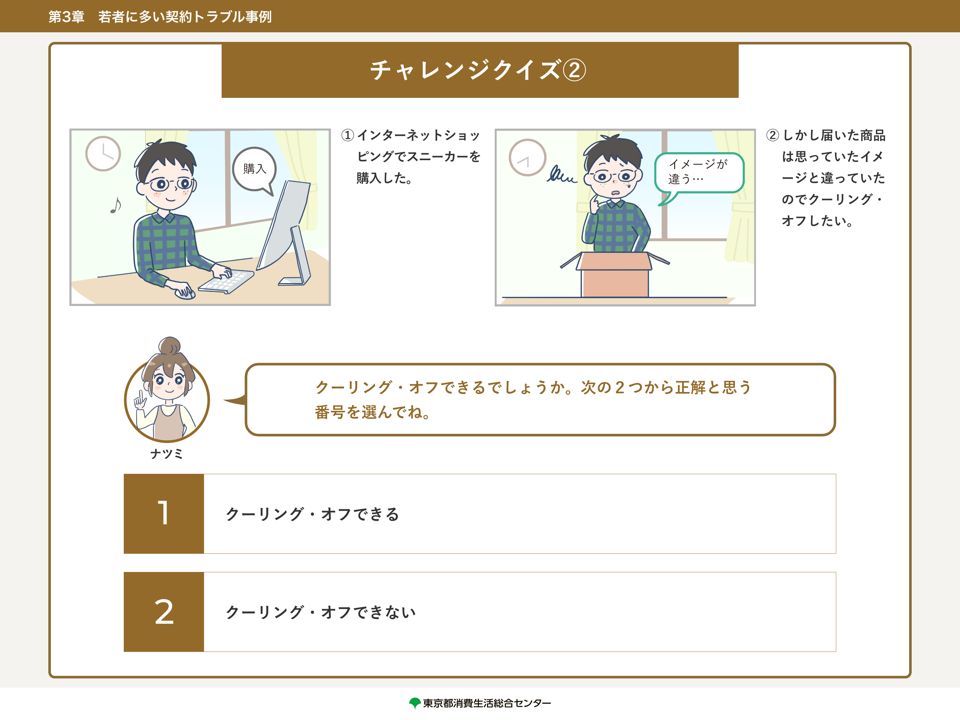 第3章　若者に多い契約トラブル事例
チャレンジクイズ②
購入
① インターネットショッ
ピングでスニーカーを
購入した。
イメージが
違う…
② しかし届いた商品
は思っていたイメ
ージと違っていた
のでクーリング・
オフしたい。
クーリング・オフできるでしょうか。次の２つから正解と思う
番号を選んでね。
ナツミ
1
クーリング・オフできる
2
クーリング・オフできない
東京都消費生活総合センター